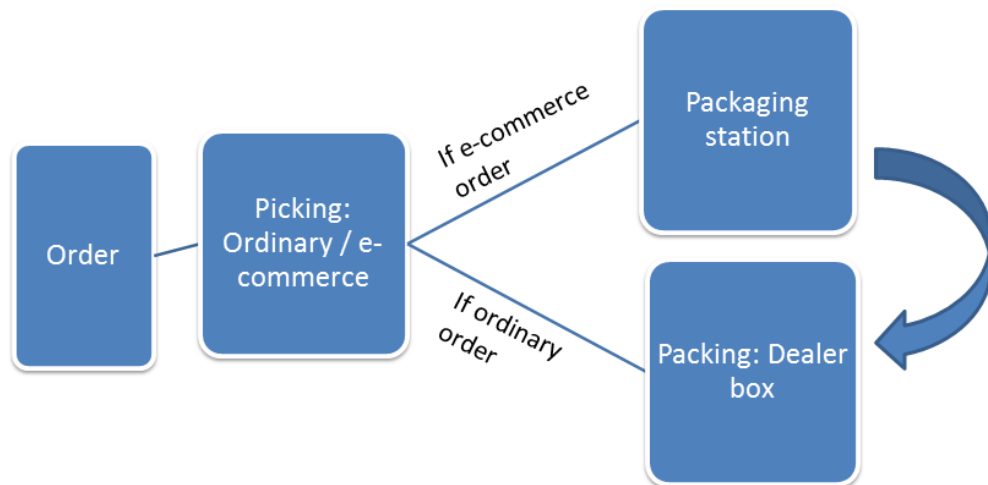 Order
Picking:
Ordinary / e-
commerce
If e-commerce
order
If ordinary
order
Packaging
station
Packing: Dealer
box